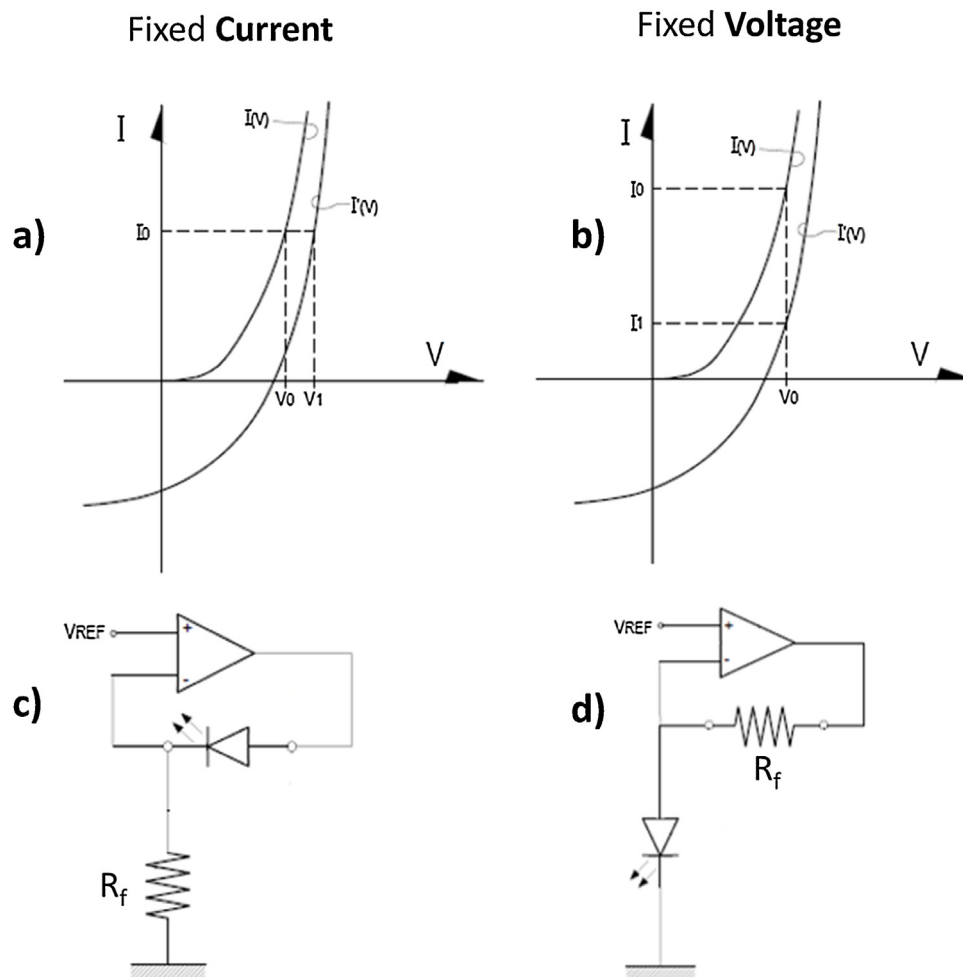 Fixed Current
Fixed Voltage
a)
I
I(V)
I'(V)
I0
V
V0 V1
b)
I
I(V)
I'(V)
I0
I1
V
V0
c)
VREF
+
-
Rf
d)
VREF
+
-
Rf